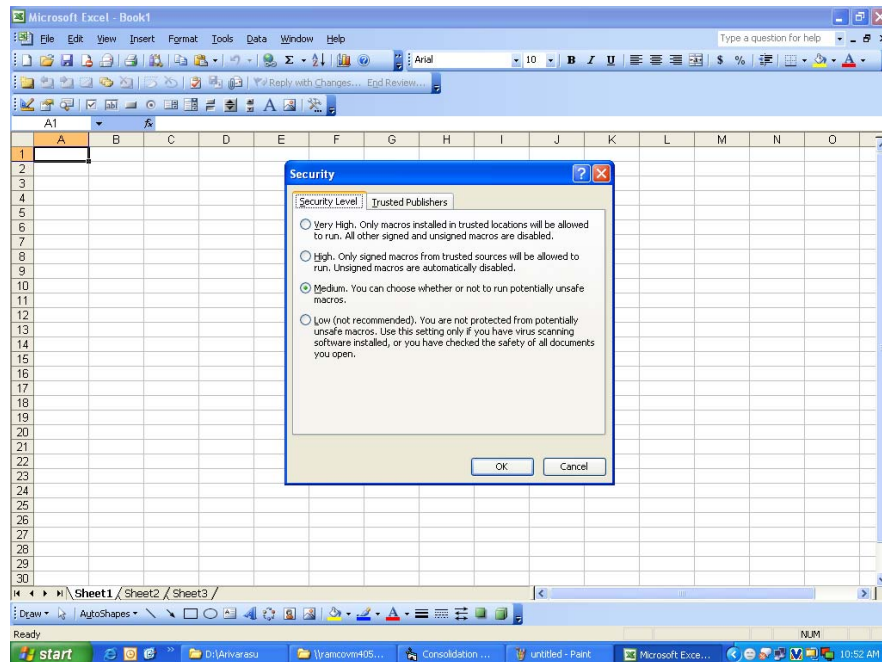 Microsoft Excel - Book1
File Edit View Insert Format Tools Data Window Help
Type a question for help
Arial 10 B I U $ %
Reply with Changes... End Review...
A1 fx
A B C D E F G H I J K L M N O
1
2
3
4
5
6
7
8
9
10
11
12
13
14
15
16
17
18
19
20
21
22
23
24
25
26
27
28
29
30
Security
Security Level Trusted Publishers
Very High. Only macros installed in trusted locations will be allowed
to run. All other signed and unsigned macros are disabled.
High. Only signed macros from trusted sources will be allowed to
run. Unsigned macros are automatically disabled.
Medium. You can choose whether or not to run potentially unsafe
macros.
Low (not recommended). You are not protected from potentially
unsafe macros. Use this setting only if you have virus scanning
software installed, or you have checked the safety of all documents
you open.
OK Cancel
Sheet1 Sheet2 Sheet3
Draw AutoShapes
Ready NUM
start D:\Arivarasu \\ramcovm405... Consolidation ... untitled - Paint Microsoft Exce... 10:52 AM